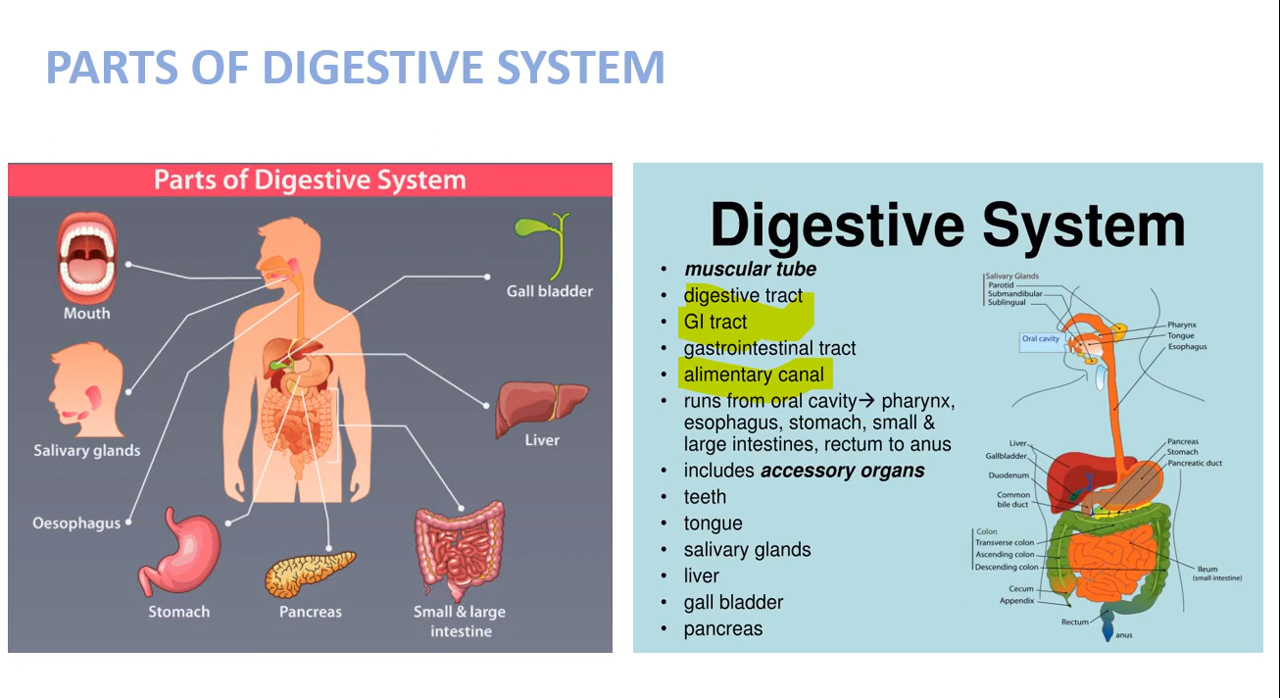 PARTS OF DIGESTIVE SYSTEM
Parts of Digestive System
Mouth
Salivary glands
Oesophagus
Stomach
Pancreas
Small & large
intestine
Gall bladder
Liver
Digestive System
• muscular tube
• digestive tract
• GI tract
• gastrointestinal tract
• alimentary canal
• runs from oral cavity→ pharynx,
esophagus, stomach, small &
large intestines, rectum to anus
• includes accessory organs
• teeth
• tongue
• salivary glands
• liver
• gall bladder
• pancreas
Salivary Glands
Parotid
Submandibular
Sublingual
Oral cavity
Pharynx
Tongue
Esophagus
Liver
Gallbladder
Duodenum
Common
bile duct
Pancreas
Stomach
Pancreatic duct
Colon
Transverse colon
Ascending colon
Descending colon
Cecum
Appendix
Ileum
(small intestine)
Rectum
anus